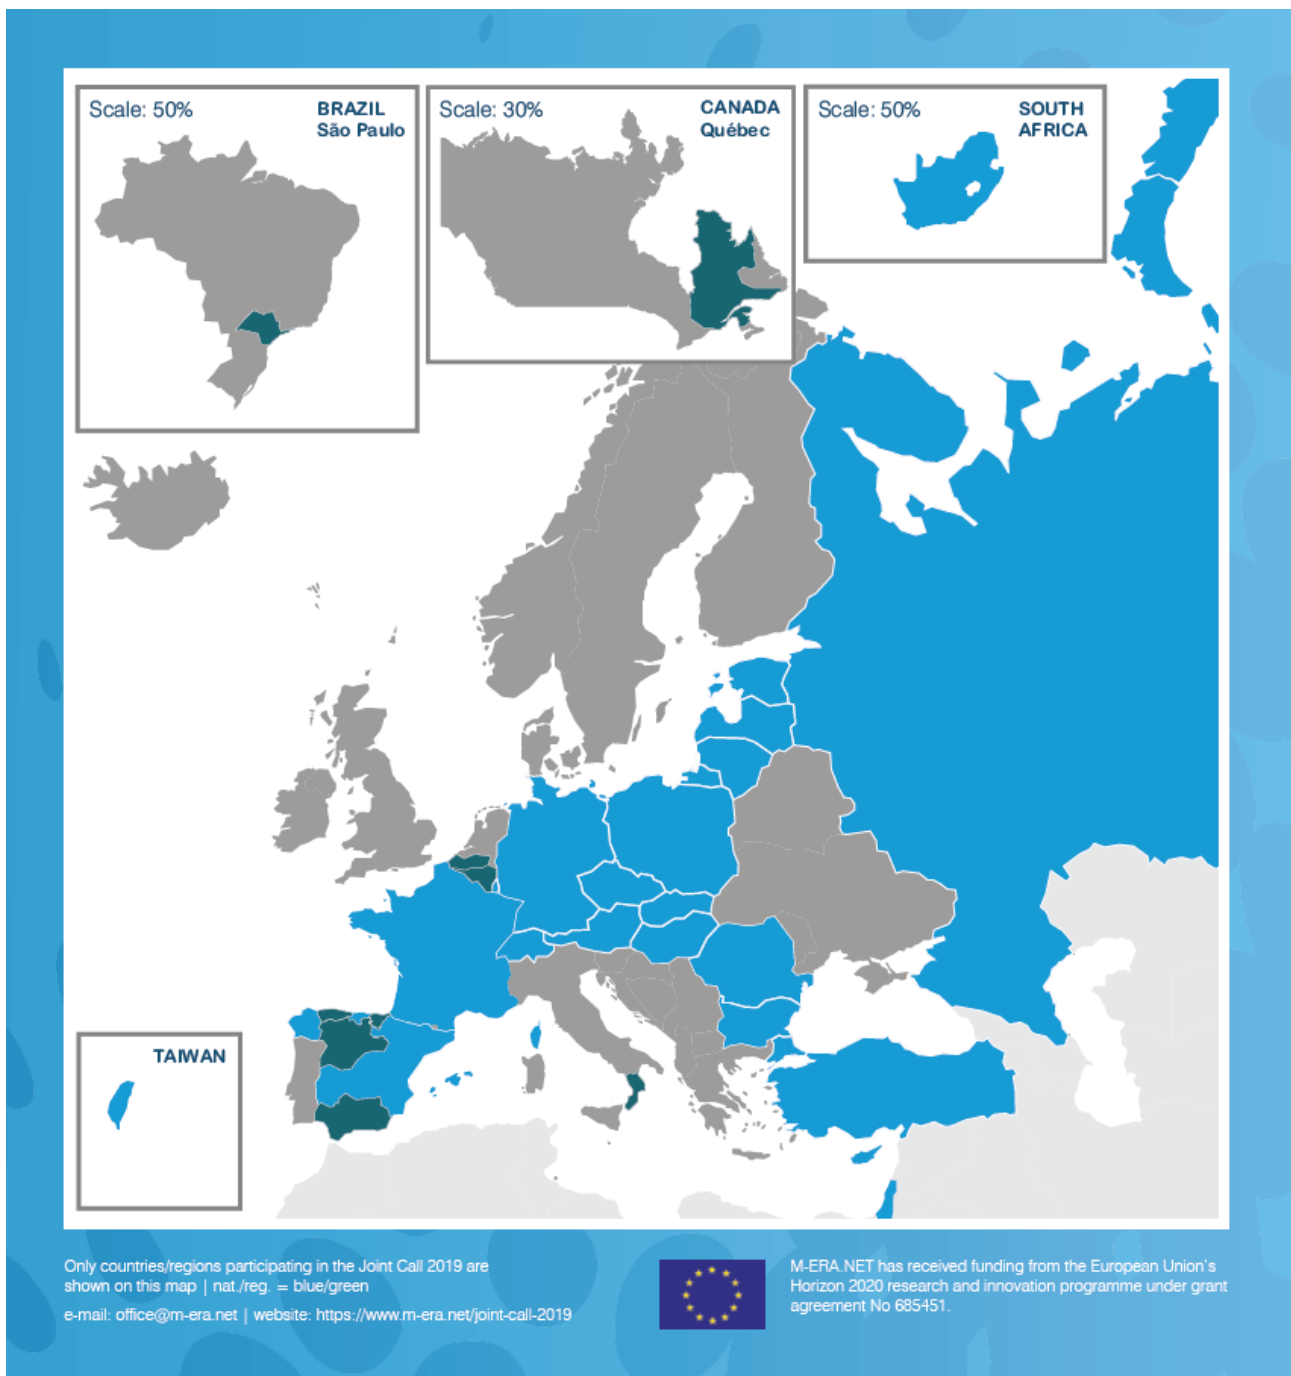 Scale: 50%
BRAZIL
São Paulo
Scale: 30%
CANADA
Québec
Scale: 50%
SOUTH
AFRICA
TAIWAN
Only countries/regions participating in the Joint Call 2019 are
shown on this map | nat./reg. = blue/green
e-mail: office@m-era.net | website: https://www.m-era.net/joint-call-2019
M-ERA.NET has received funding from the European Union's
Horizon 2020 research and innovation programme under grant
agreement No 685451.